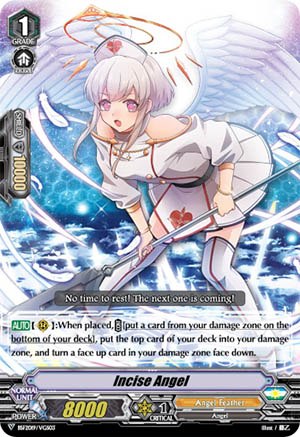 1
GRADE
BOOST
10000
No time to rest! The next one is coming!
AUTO【 】:When placed, [put a card from your damage zone on the
bottom of your deck], put the top card of your deck into your damage
zone, and turn a face up card in your damage zone face down.
Incise Angel
NORMAL
UNIT
POWER
8000
1
CRITICAL
Angel Feather
Angel
BSF2019/VGS03
Illust /